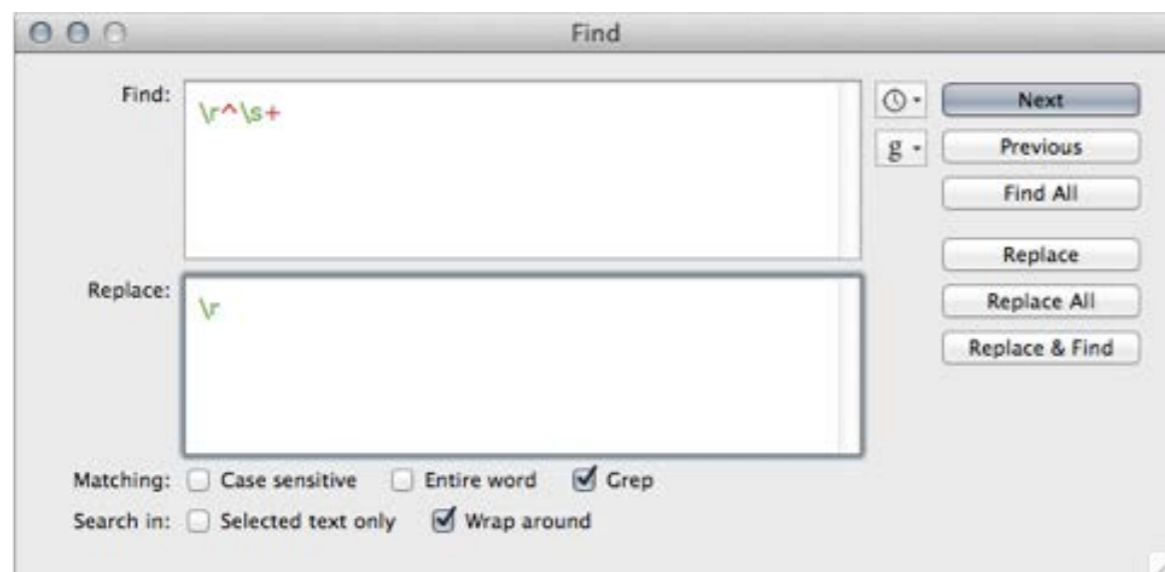 Find
Find:
\r^\s+
g
Next
Previous
Find All
Replace
Replace:
\r
Replace All
Replace & Find
Matching: Case sensitive Entire word Grep
Search in: Selected text only Wrap around